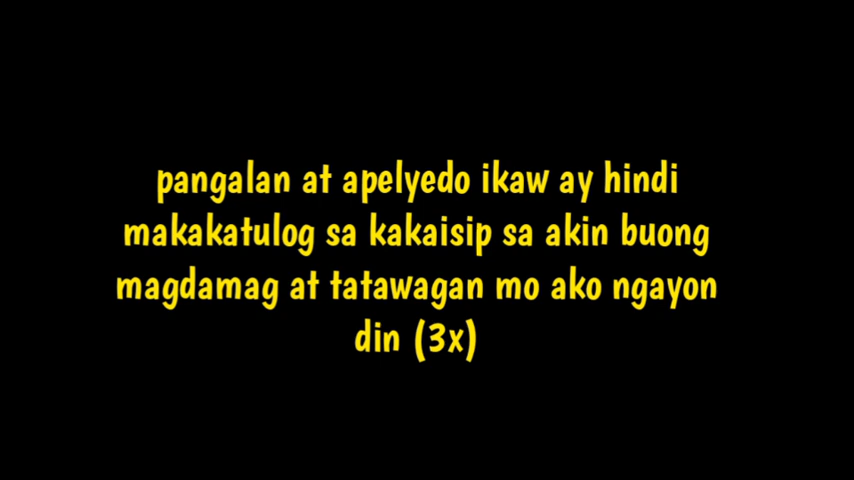 pangalan at apelyedo ikaw ay hindi
makakatulog sa kakaisip sa akin buong
magdamag at tatawagan mo ako ngayon
din (3x)